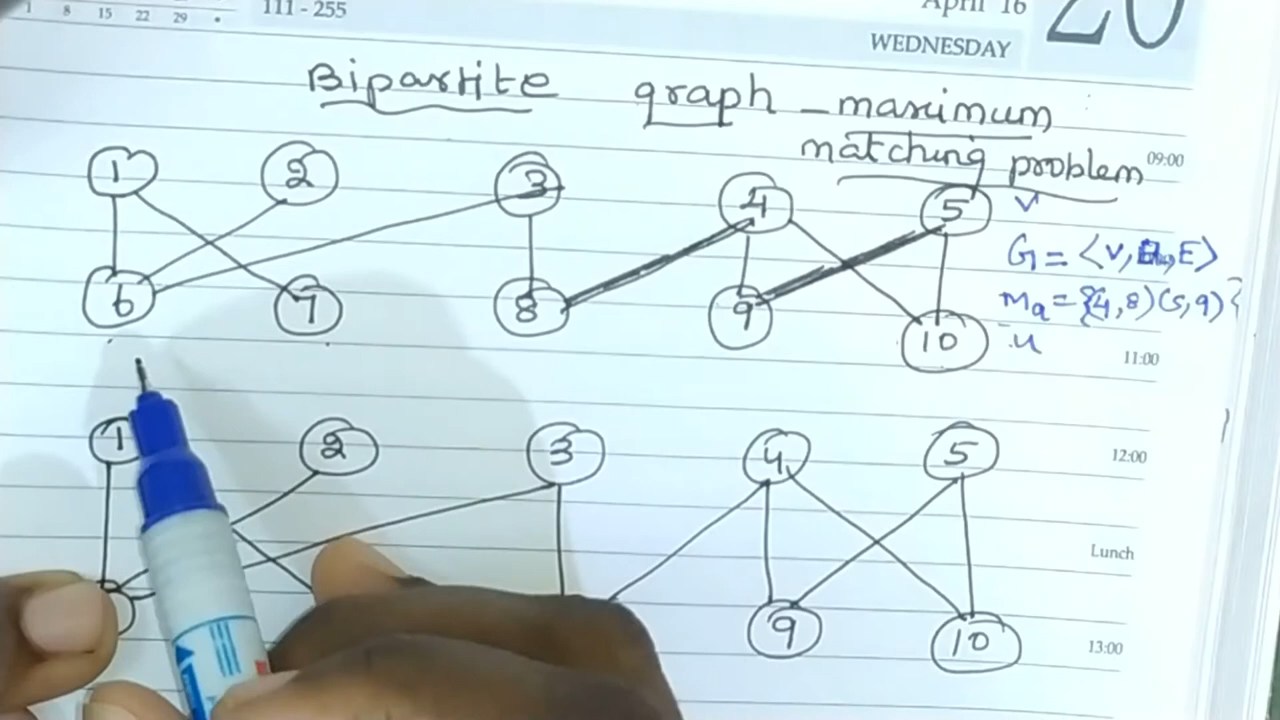 1 8 15 22 29
111 - 255
April 16
20
WEDNESDAY
Bipartite graph - maximum
matching problem
09:00
1 2 3 4 5
V
G = <V, E>
Ma = {(4,8)(5,9)}
6 7 8 9 10
u
11:00
1 2 3 4 5
12:00
Lunch
9 10
13:00